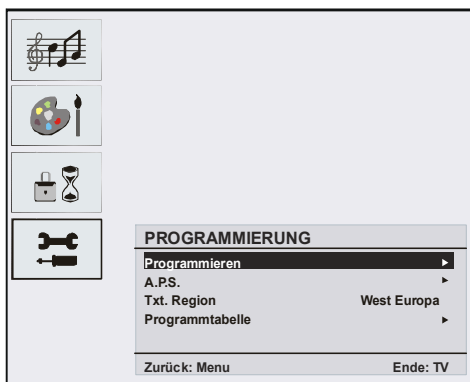 PROGRAMMIERUNG
Programmieren
A.P.S.
Txt. Region West Europa
Programmtabelle
Zurück: Menu Ende: TV